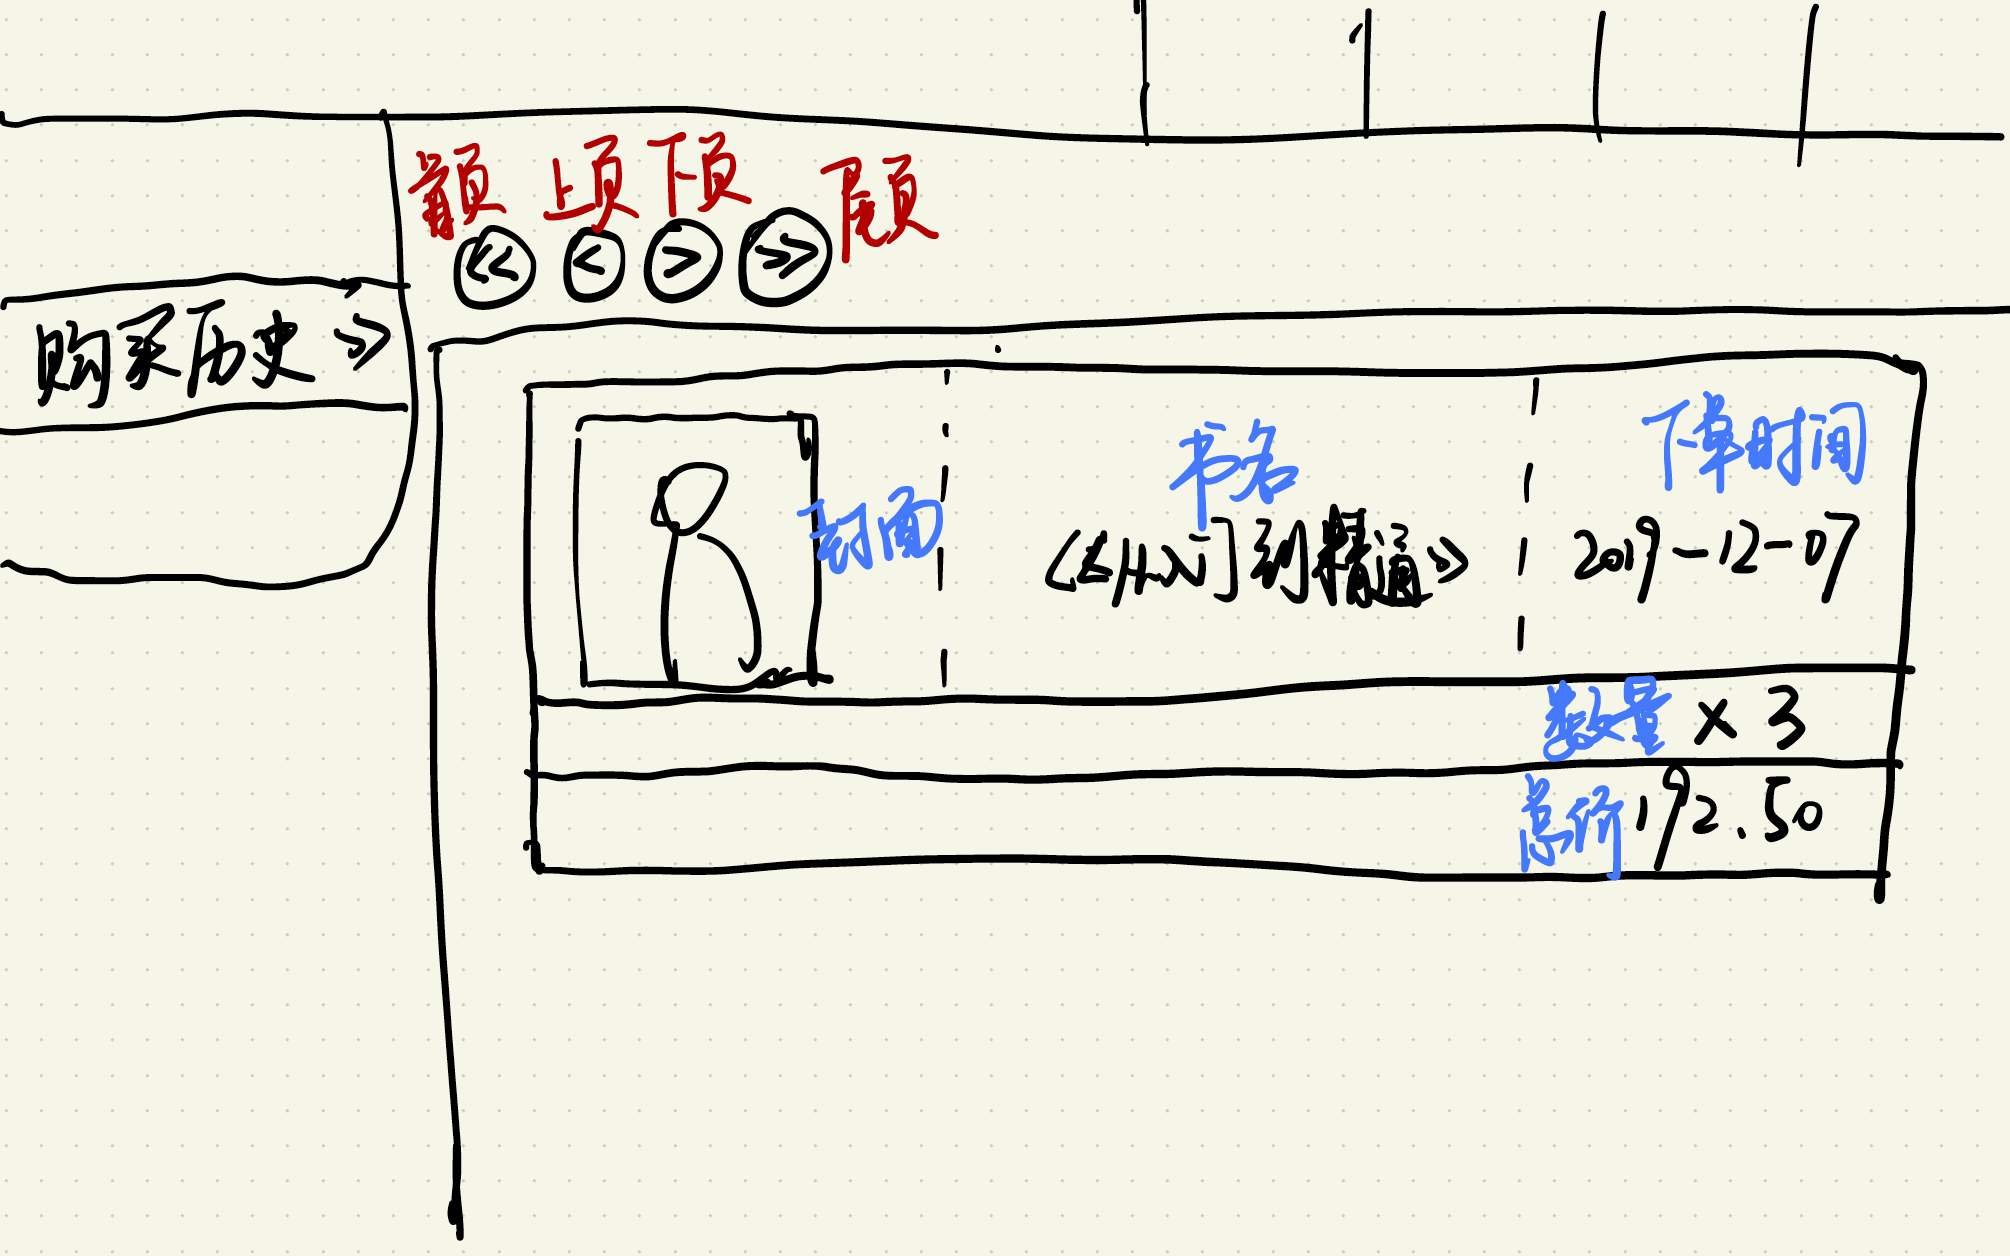 首页 上页 下页 尾页
<< < > >>
购买历史 >>
书名 下单时间
封面
入门到精通》 2019-12-07
数量 × 3
总价 192.50